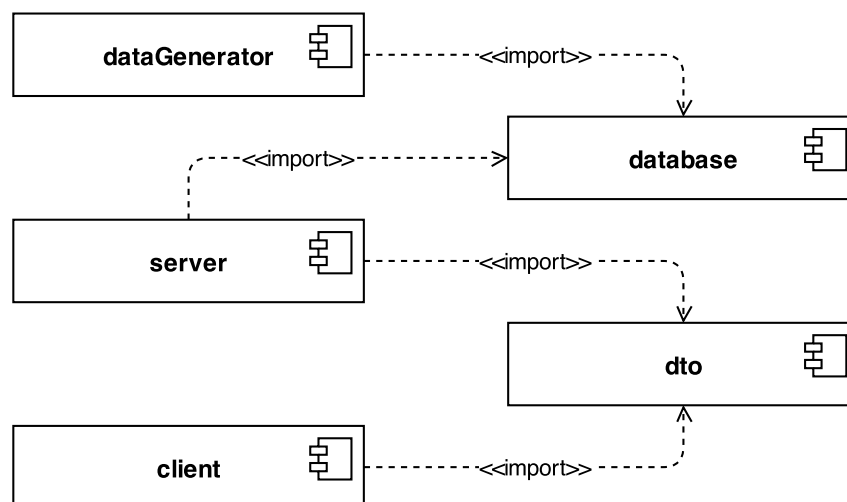 dataGenerator
<<import>>
database
<<import>>
server
<<import>>
dto
client
<<import>>